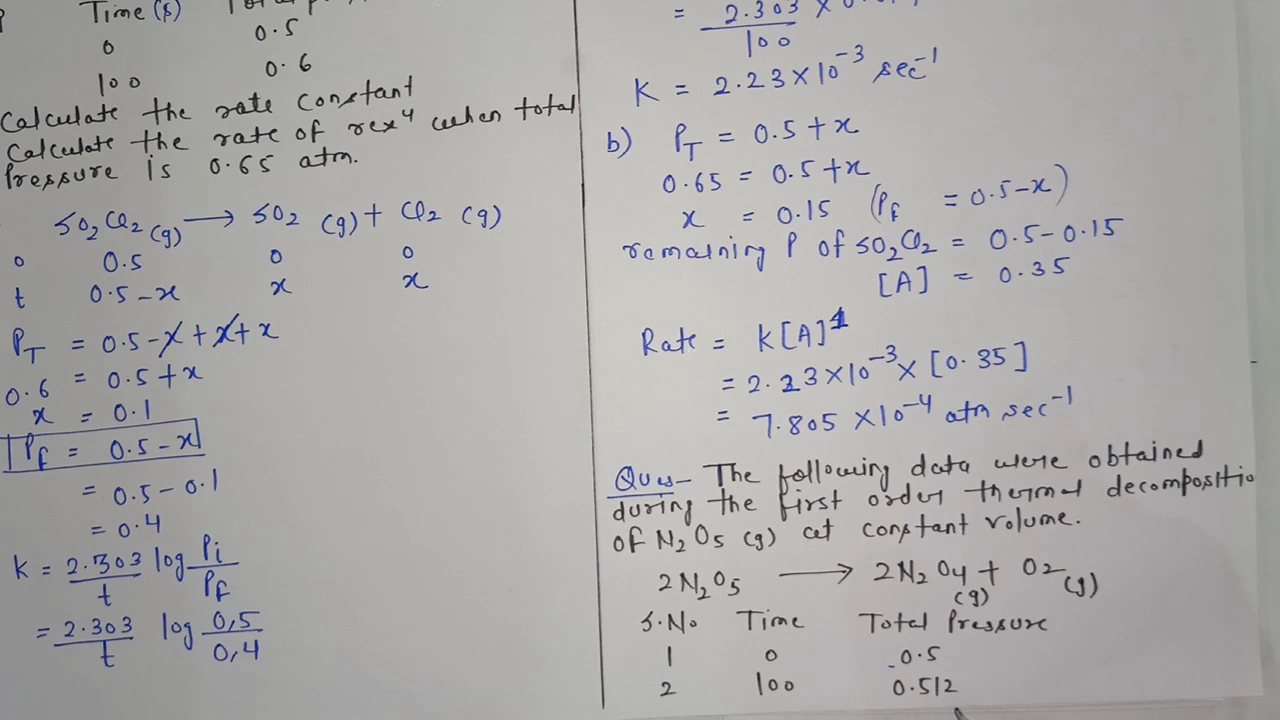 Time (s)
0 0.5
100 0.6
Calculate the rate constant
Calculate the rate of rexⁿ when total
Pressure is 0.65 atm.
SO₂Cl₂ (g) → SO₂ (g) + Cl₂ (g)
0 0.5 0 0
t 0.5-x x x
P_T = 0.5-x+x+x
0.6 = 0.5+x
x = 0.1
P_f = 0.5-x
= 0.5-0.1
= 0.4
K = 2.303/t log Pi/Pf
= 2.303/t log 0,5/0,4
= 2.303 ×
100
K = 2.23×10⁻³ sec⁻¹
b) P_T = 0.5+x
0.65 = 0.5+x
x = 0.15 (P_f = 0.5-x)
remaining P of SO₂Cl₂ = 0.5-0.15
[A] = 0.35
Rate = K[A]¹
= 2.23×10⁻³×[0.35]
= 7.805×10⁻⁴ atm sec⁻¹
Ques- The following data were obtained
during the first order thermal decompositio
of N₂O₅ (g) at constant volume.
2N₂O₅ → 2N₂O₄ (g) + O₂ (g)
S.No Time Total Pressure
1 0 0.5
2 100 0.512